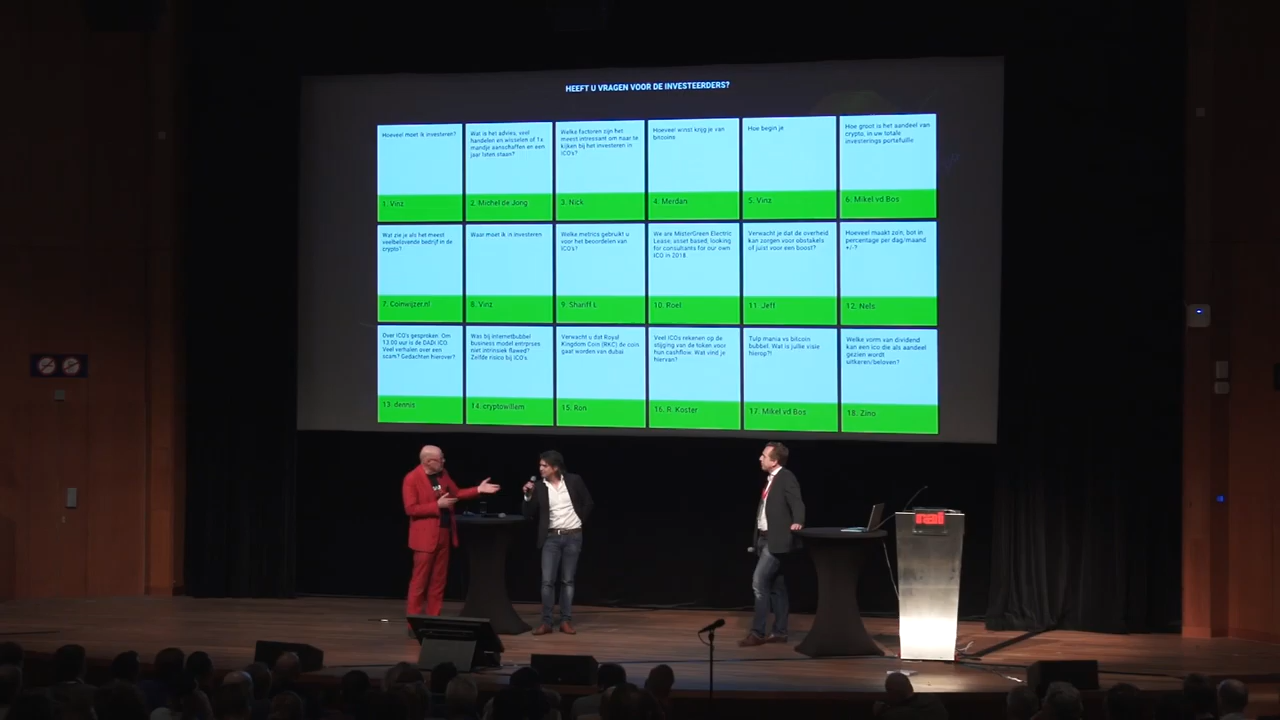 HEEFT U VRAGEN VOOR DE INVESTEERDERS?
Hoeveel moet ik investeren?
1. Vinz
Wat is het advies, veel
handelen en wisselen of 1x
mandje aanschaffen en een
jaar laten staan?
2. Michel de Jong
Welke factoren zijn het
meest intressant om naar te
kijken bij het investeren in
ICO's?
3. Nick
Hoeveel winst krijg je van
bitcoins
4. Merdan
Hoe begin je
5. Vinz
Hoe groot is het aandeel van
crypto, in uw totale
investerings portefuille
6. Mikel vd Bos
Wat zie je als het meest
veelbelovende bedrijf in de
crypto?
7. Coinwijzer.nl
Waar moet ik in investeren
8. Vinz
Welke metrics gebruikt u
voor het beoordelen van
ICO's?
9. Shariff L
We are MisterGreen Electric
Lease; asset based, looking
for consultants for our own
ICO in 2018.
10. Roel
Verwacht je dat de overheid
kan zorgen voor obstakels
of juist voor een boost?
11. Jeff
Hoeveel maakt zo'n, bot in
percentage per dag/maand
+/-?
12. Nels
Over ICO's gesproken. Om
13.00 uur is de DADI ICO.
Veel verhalen over een
scam? Gedachten hierover?
13. dennis
Was bij internetbubbel
business model entrprses
niet intrinsiek flawed?
Zelfde risico bij ICO's.
14. cryptowillem
Verwacht u dat Royal
Kingdom Coin (RKC) de coin
gaat worden van dubai
15. Ron
Veel ICOs rekenen op de
stijging van de token voor
hun cashflow. Wat vind je
hiervan?
16. R. Koster
Tulp mania vs bitcoin
bubbel. Wat is jullie visie
hierop?!
17. Mikel vd Bos
Welke vorm van dividend
kan een ico die als aandeel
gezien wordt
uitkeren/beloven?
18. Zino
rai